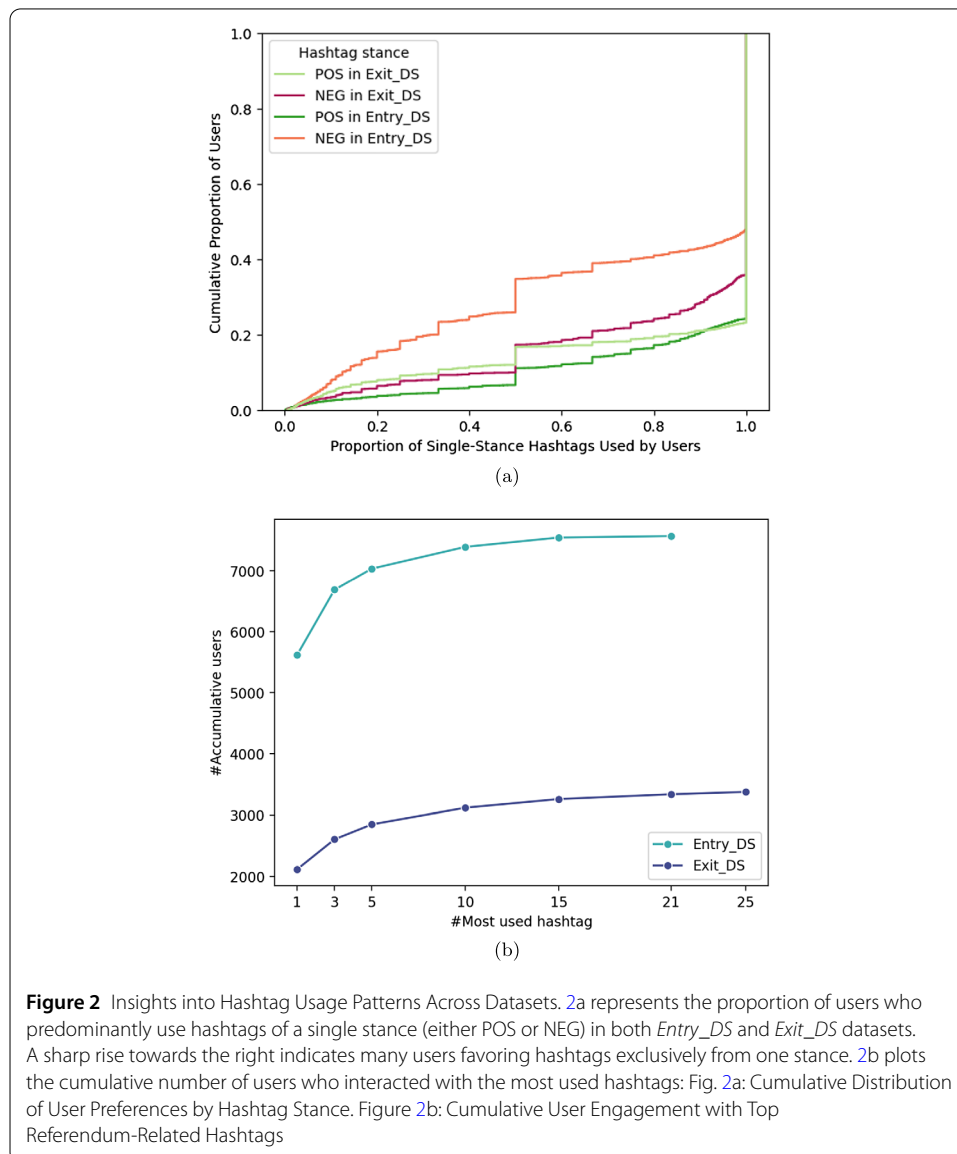 1.0
0.8
0.6
0.4
0.2
0.0
Cumulative Proportion of Users
Hashtag stance
POS in Exit_DS
NEG in Exit_DS
POS in Entry_DS
NEG in Entry_DS
0.0 0.2 0.4 0.6 0.8 1.0
Proportion of Single-Stance Hashtags Used by Users
(a)
7000
6000
5000
4000
3000
2000
#Accumulative users
Entry_DS
Exit_DS
1 3 5 10 15 21 25
#Most used hashtag
(b)
Figure 2 Insights into Hashtag Usage Patterns Across Datasets. 2a represents the proportion of users who
predominantly use hashtags of a single stance (either POS or NEG) in both Entry_DS and Exit_DS datasets.
A sharp rise towards the right indicates many users favoring hashtags exclusively from one stance. 2b plots
the cumulative number of users who interacted with the most used hashtags: Fig. 2a: Cumulative Distribution
of User Preferences by Hashtag Stance. Figure 2b: Cumulative User Engagement with Top
Referendum-Related Hashtags